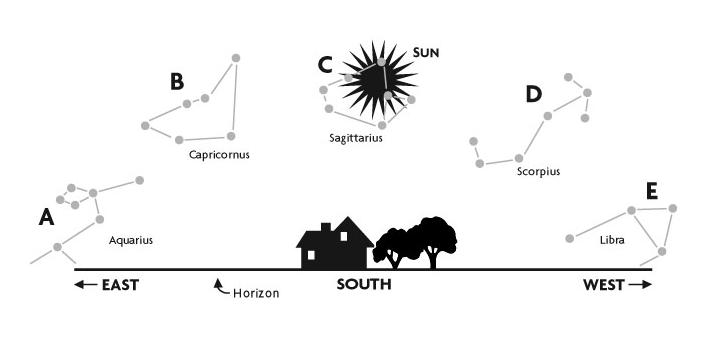 SUN
B
C
D
Sagittarius
Capricornus
Scorpius
A
E
Aquarius
Libra
EAST
SOUTH
WEST
Horizon